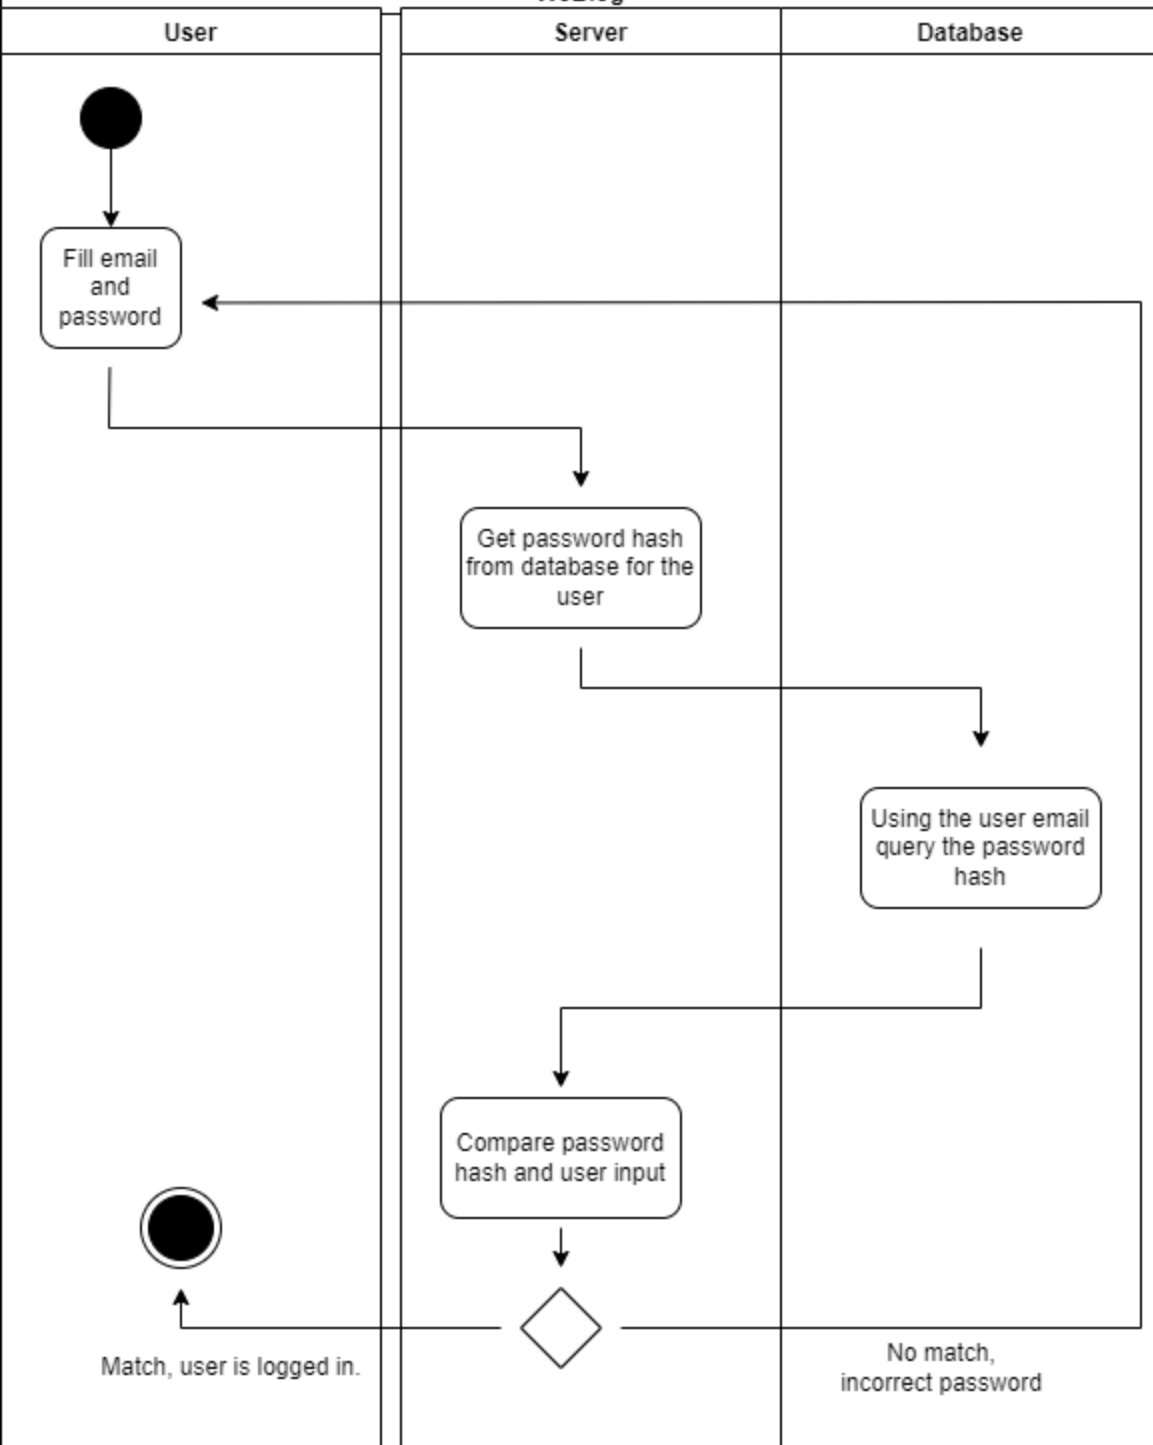 User
Server
Database
Fill email
and
password
Get password hash
from database for the
user
Using the user email
query the password
hash
Compare password
hash and user input
Match, user is logged in.
No match,
incorrect password